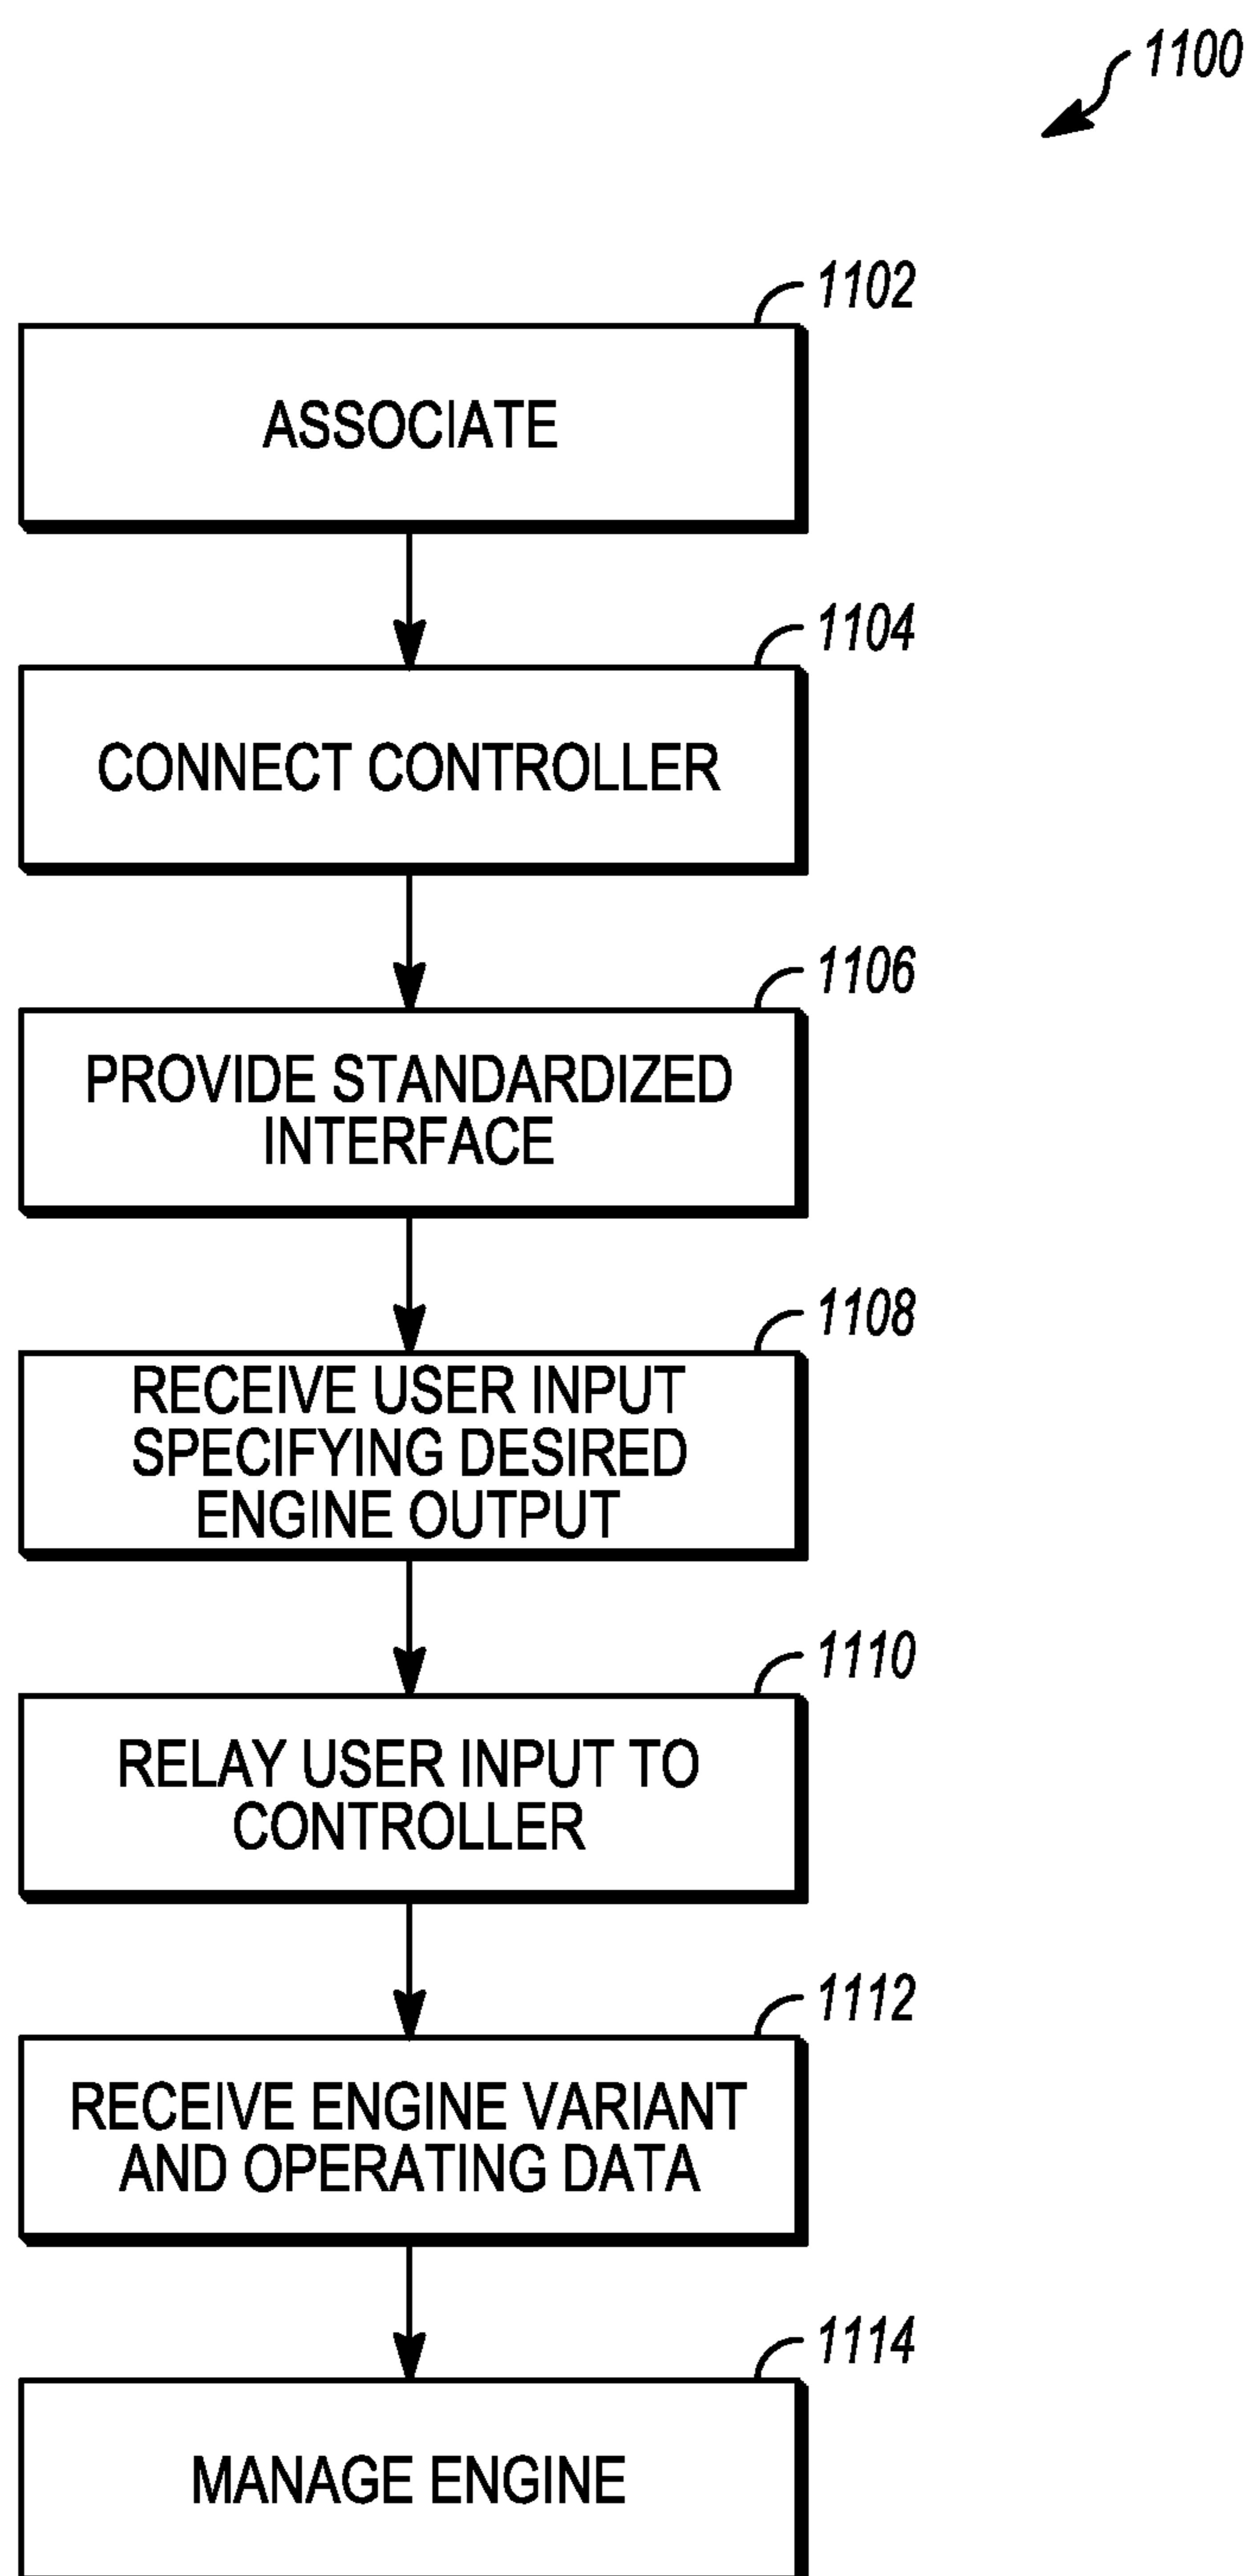 1100
1102
ASSOCIATE
1104
CONNECT CONTROLLER
1106
PROVIDE STANDARDIZED
INTERFACE
1108
RECEIVE USER INPUT
SPECIFYING DESIRED
ENGINE OUTPUT
1110
RELAY USER INPUT TO
CONTROLLER
1112
RECEIVE ENGINE VARIANT
AND OPERATING DATA
1114
MANAGE ENGINE